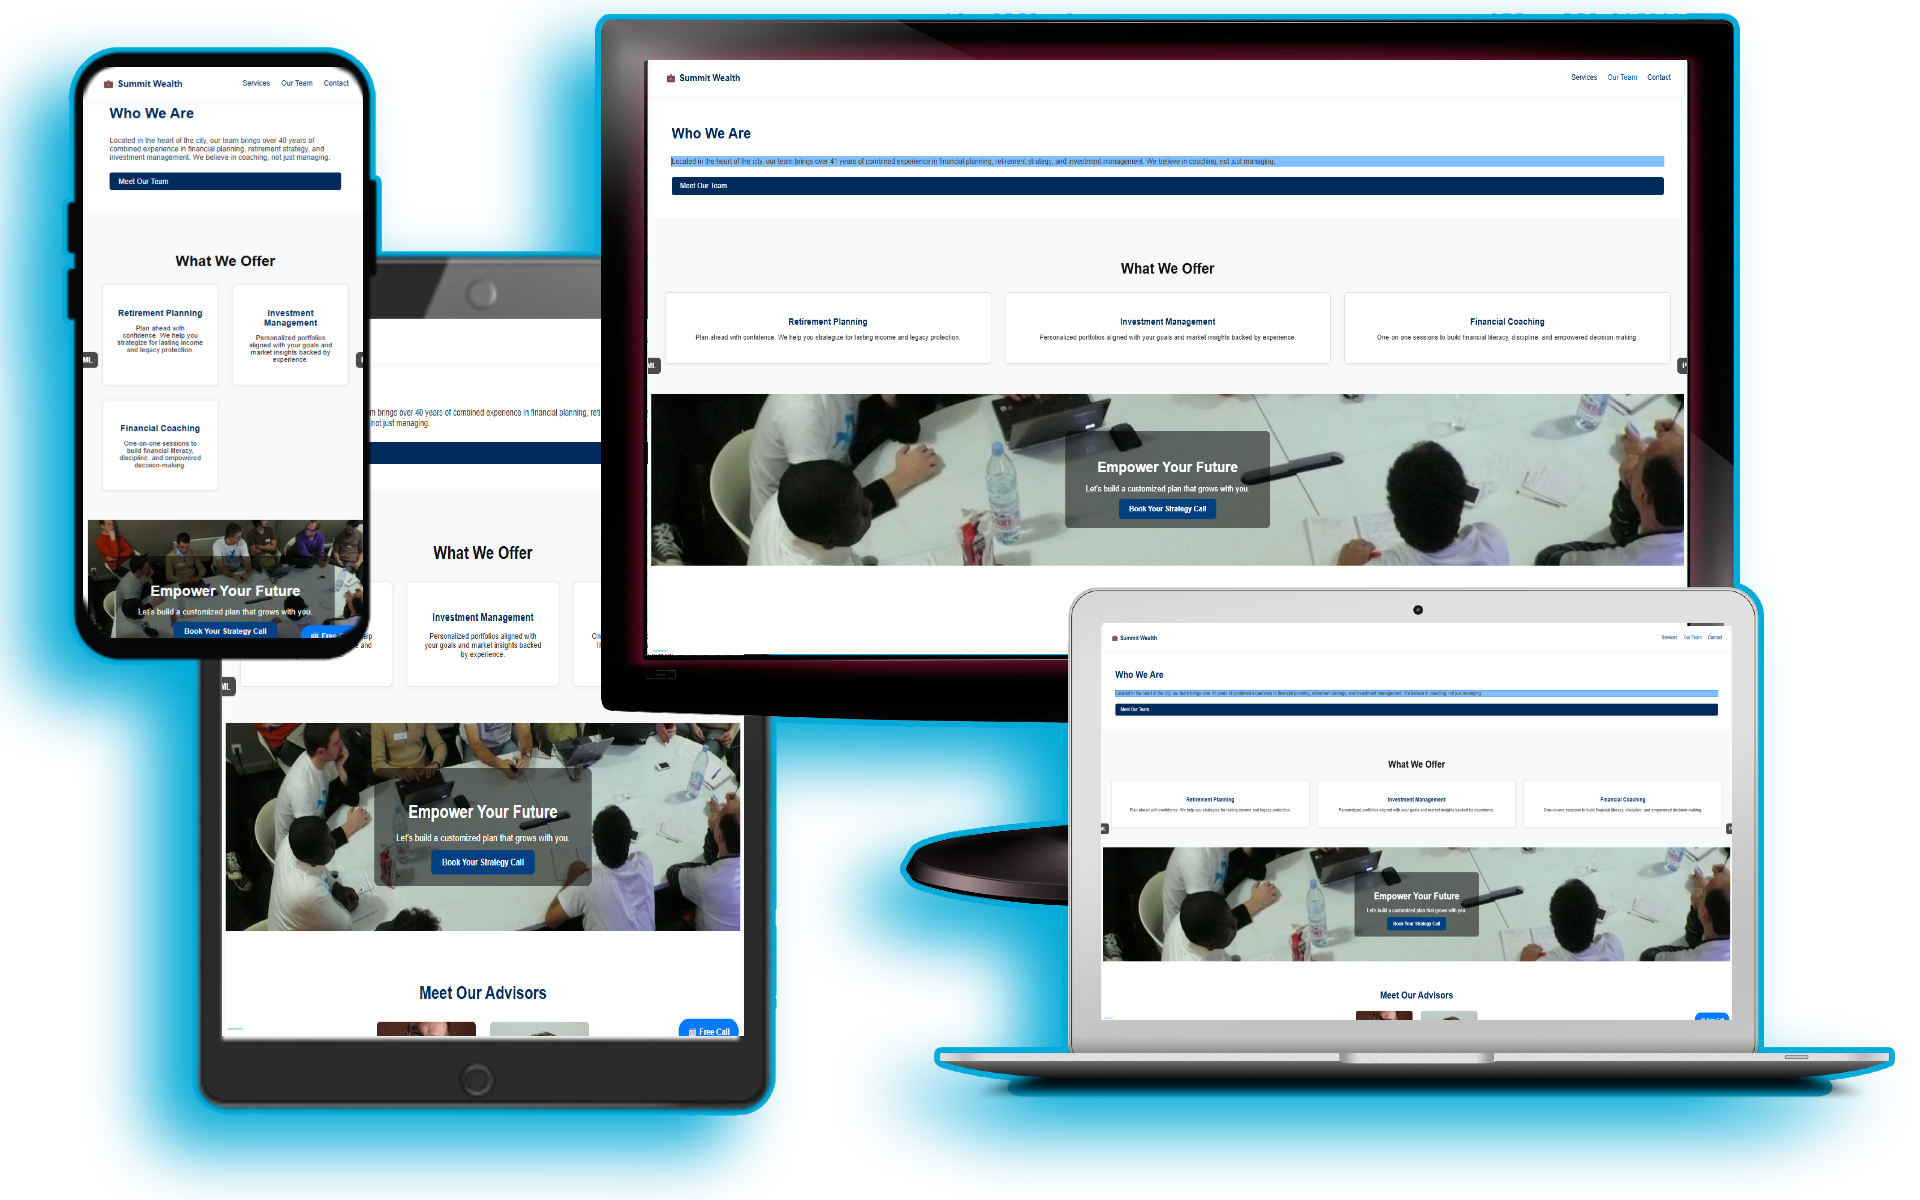 Summit Wealth
Services Our Team Contact
Who We Are
Located in the heart of the city, our team brings over 40 years of
combined experience in financial planning, retirement strategy, and
investment management. We believe in coaching, not just managing.
Meet Our Team
What We Offer
Retirement Planning
Plan ahead with
confidence. We help you
strategize for lasting income
and legacy protection.
Investment
Management
Personalized portfolios
aligned with your goals and
market insights backed by
experience.
ML
Financial Coaching
One-on-one sessions to
build financial literacy,
discipline, and empowered
decision-making.
Empower Your Future
Let's build a customized plan that grows with you.
Book Your Strategy Call
Free
brings over 40 years of combined experience in financial planning,
not just managing.
What We Offer
and
Investment Management
Personalized portfolios aligned with
your goals and market insights backed
by experience.
ML
Empower Your Future
Let's build a customized plan that grows with you.
Book Your Strategy Call
Meet Our Advisors
Free Call
Summit Wealth
Services Our Team Contact
Who We Are
Located in the heart of the city, our team brings over 41 years of combined experience in financial planning, retirement strategy, and investment management. We believe in coaching, not just managing.
Meet Our Team
What We Offer
Retirement Planning
Plan ahead with confidence. We help you strategize for lasting income and legacy protection.
Investment Management
Personalized portfolios aligned with your goals and market insights backed by experience.
Financial Coaching
One-on-one sessions to build financial literacy, discipline, and empowered decision-making.
Empower Your Future
Let's build a customized plan that grows with you.
Book Your Strategy Call
Summit Wealth
Services Our Team Contact
Who We Are
Located in the heart of the city, our team brings over 41 years of combined experience in financial planning, retirement strategy, and investment management. We believe in coaching, not just managing.
Meet Our Team
What We Offer
Retirement Planning
Plan ahead with confidence. We help you strategize for lasting income and legacy protection.
Investment Management
Personalized portfolios aligned with your goals and market insights backed by experience.
Financial Coaching
One-on-one sessions to build financial literacy, discipline, and empowered decision-making.
Empower Your Future
Let's build a customized plan that grows with you.
Book Your Strategy Call
Meet Our Advisors
Free Call